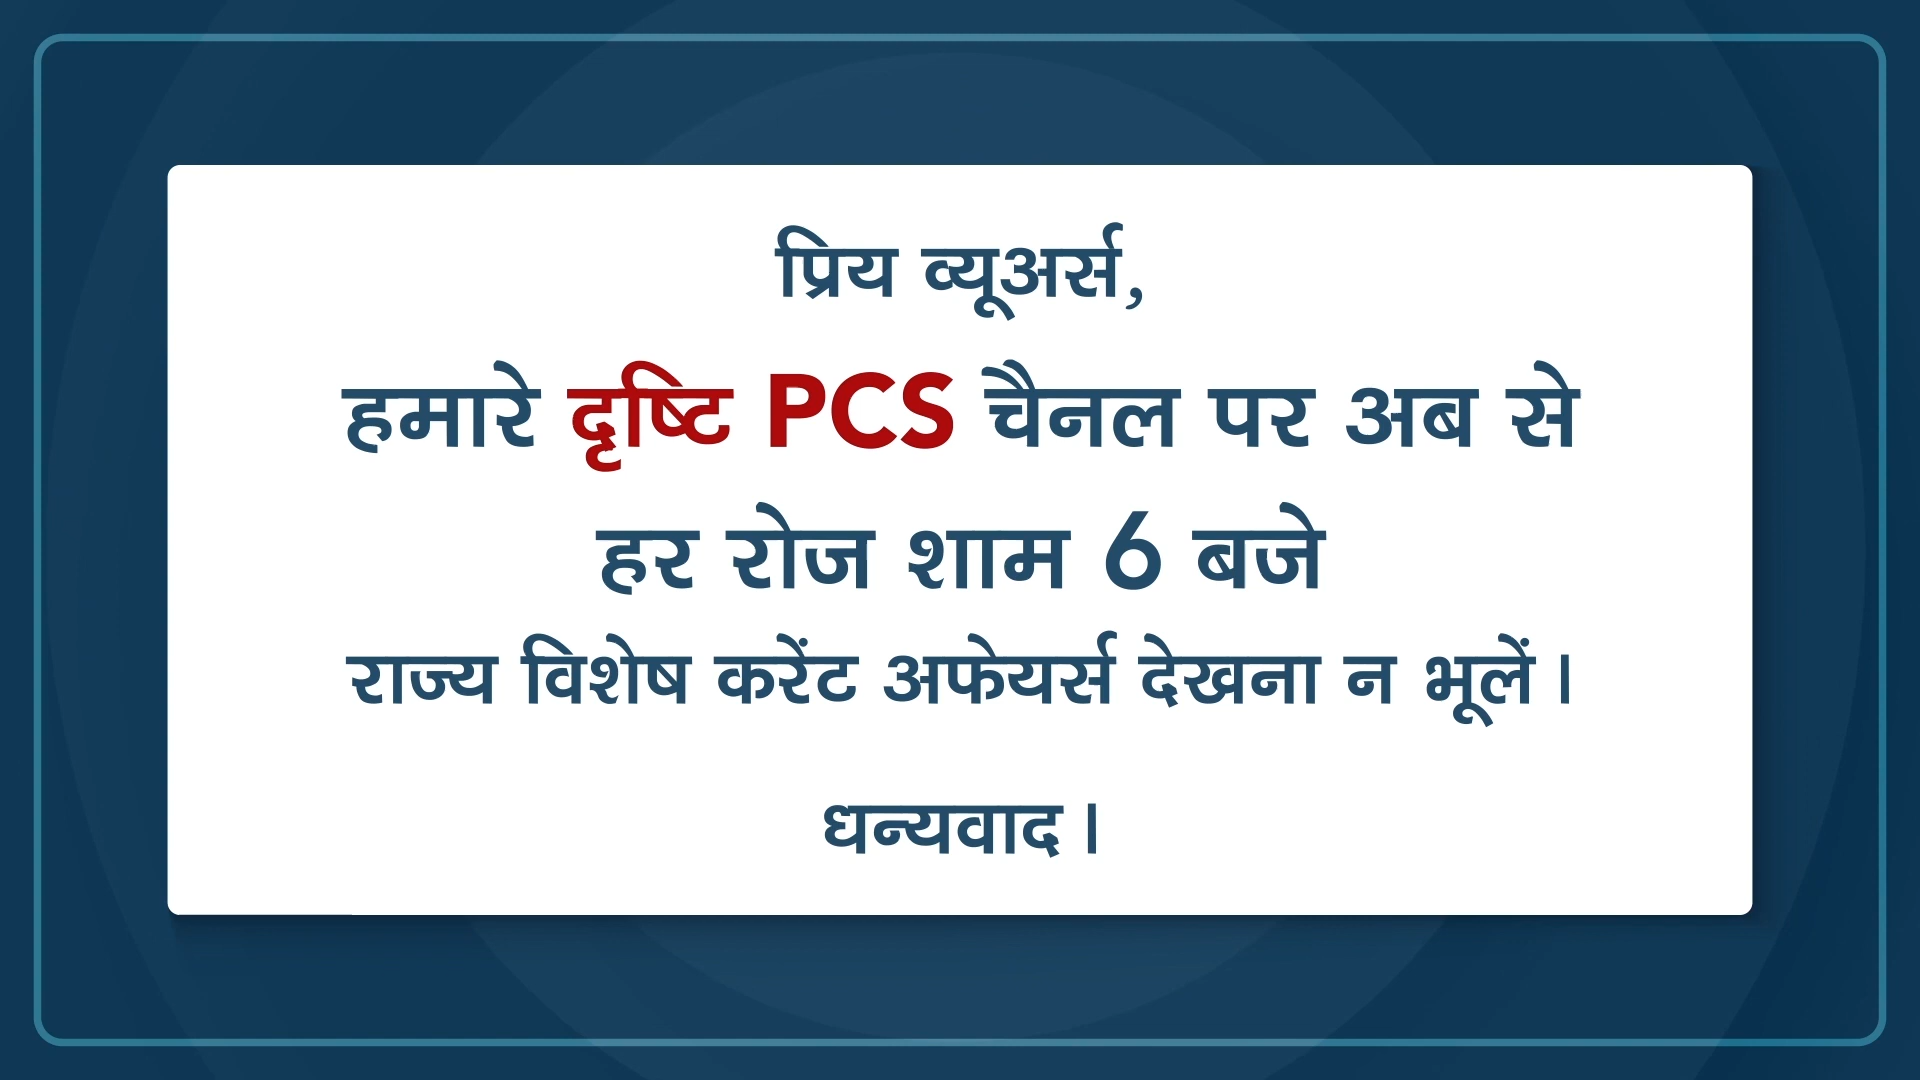 प्रिय व्यूअर्स,
हमारे दृष्टि PCS चैनल पर अब से
हर रोज शाम 6 बजे
राज्य विशेष करेंट अफेयर्स देखना न भूलें।
धन्यवाद।